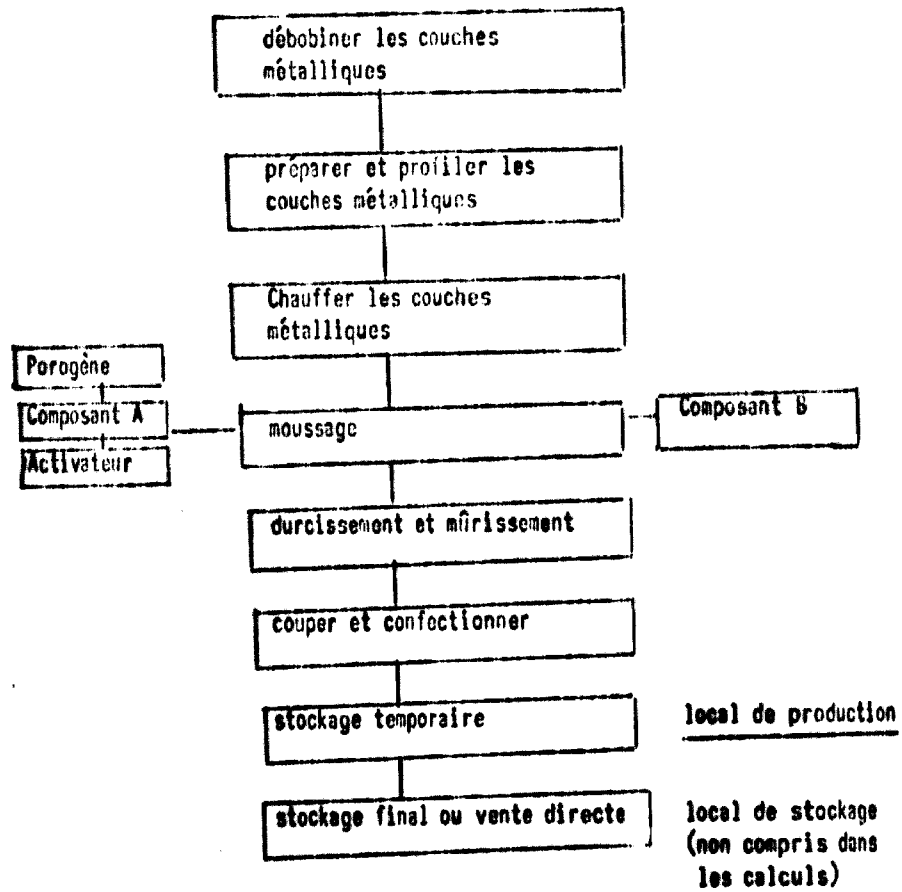 débobiner les couches
métalliques
préparer et profiler les
couches métalliques
Chauffer les couches
métalliques
Porogène
Composant A
Activateur
moussage
Composant B
durcissement et mûrissement
couper et confectionner
stockage temporaire
local de production
stockage final ou vente directe
local de stockage
(non compris dans
les calculs)